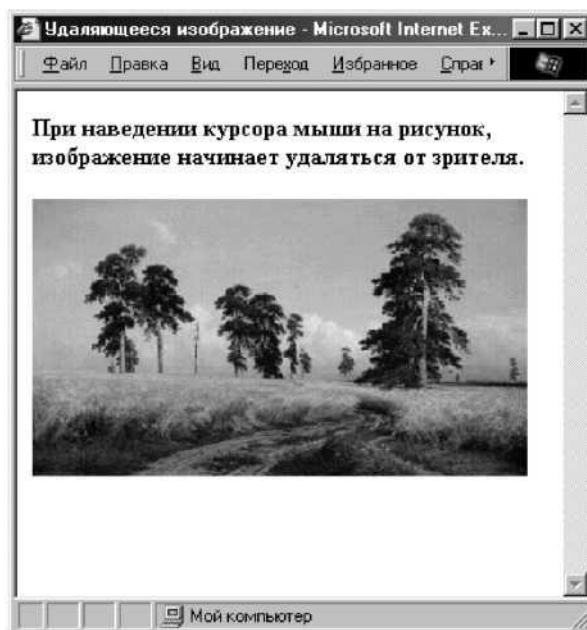 Удаляющееся изображение - Microsoft Internet Ex...
Файл Правка Вид Переход Избранное Справ
При наведении курсора мыши на рисунок,
изображение начинает удаляться от зрителя.
Мой компьютер